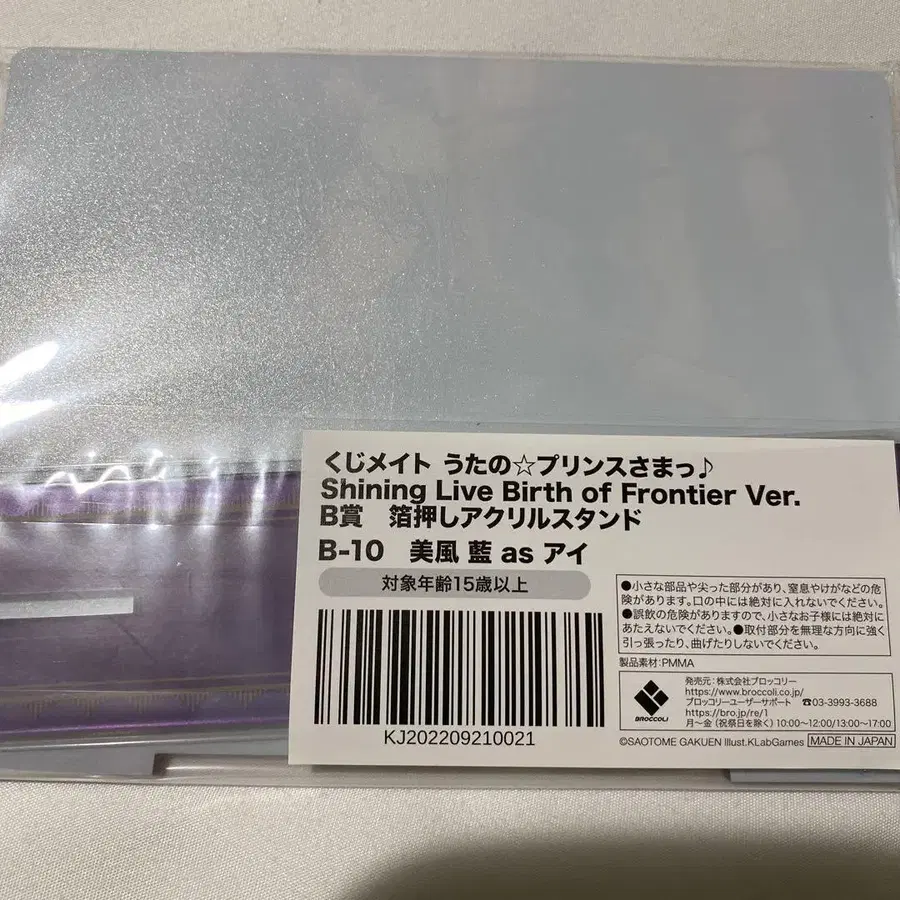 くじメイト うたの☆プリンスさまっ♪
Shining Live Birth of Frontier Ver.
B賞 箔押しアクリルスタンド
B-10 美風 藍 as アイ
対象年齢15歳以上
KJ202209210021
●小さな部品や尖った部分があり、窒息やけがなどの危
険があります。口の中には絶対に入れないでください。
●誤飲の危険がありますので、小さなお子様には絶対に
あたえないでください。●取付部分を無理な方向に強く
引っ張ったり、曲げたりしないでください。
製品素材:PMMA
BROCCOLI
発売元:株式会社ブロッコリー
https://www.broccoli.co.jp/
ブロッコリーユーザーサポート ☎03-3993-3688
https://bro.jp/re/1
月〜金 (祝祭日を除く) 10:00〜12:00/13:00〜17:00
©SAOTOME GAKUEN Illust.KLabGames MADE IN JAPAN